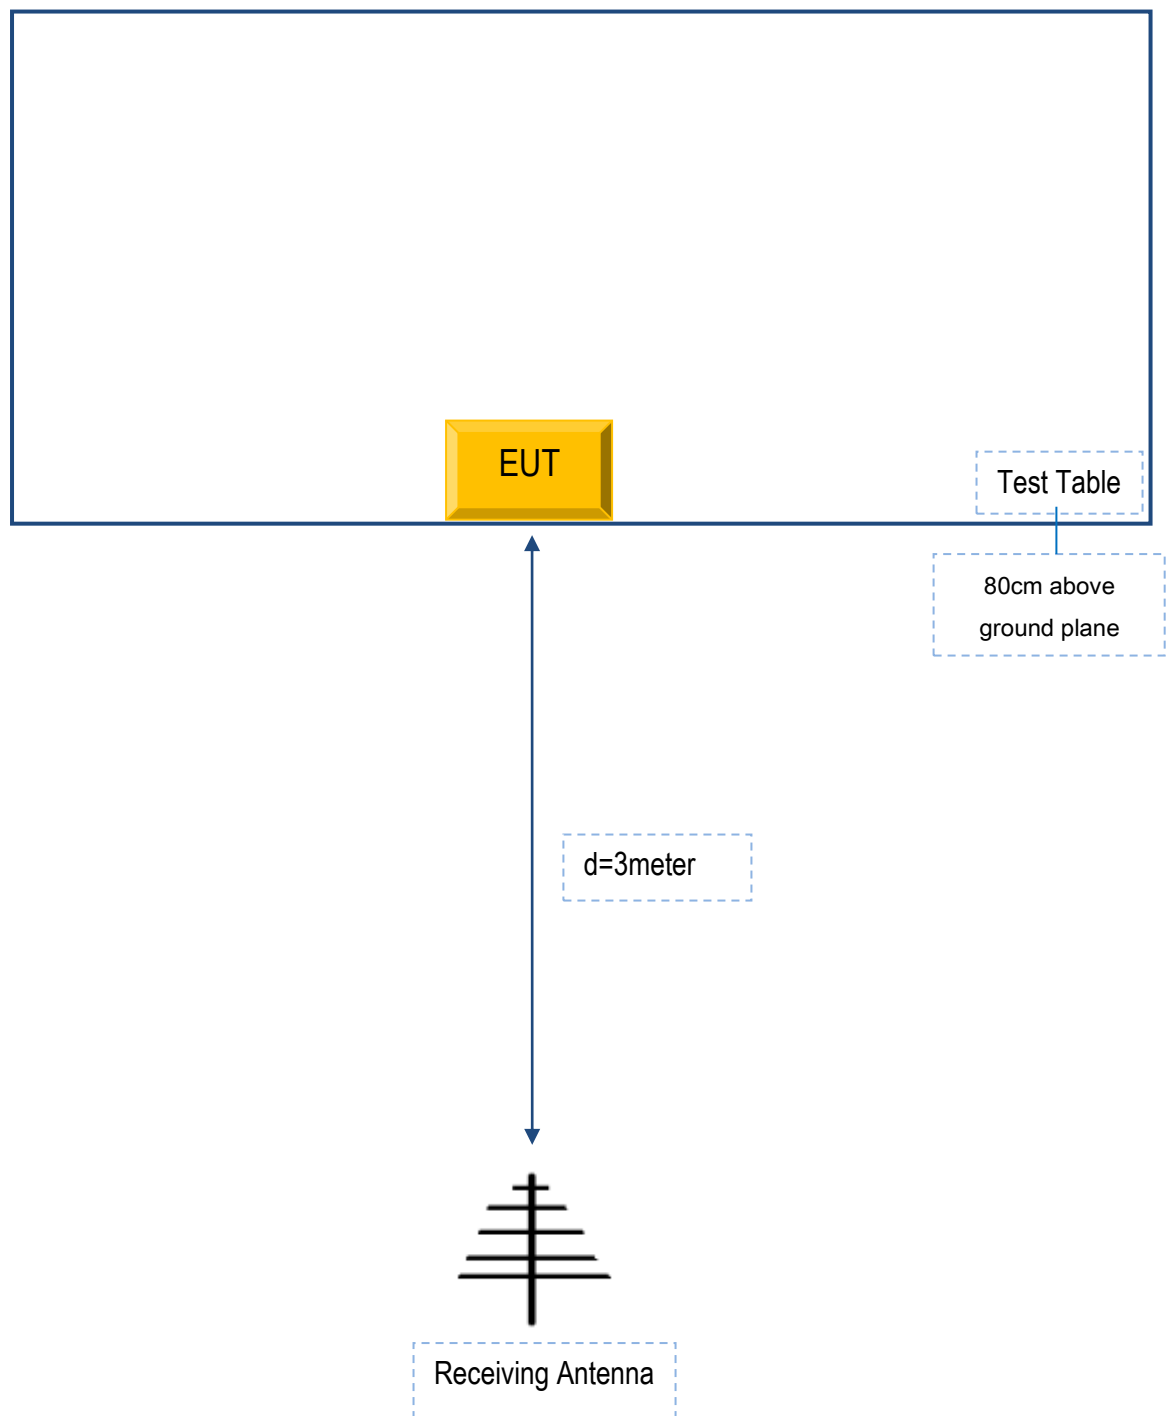 EUT
Test Table
80cm above
ground plane
d=3meter
Receiving Antenna